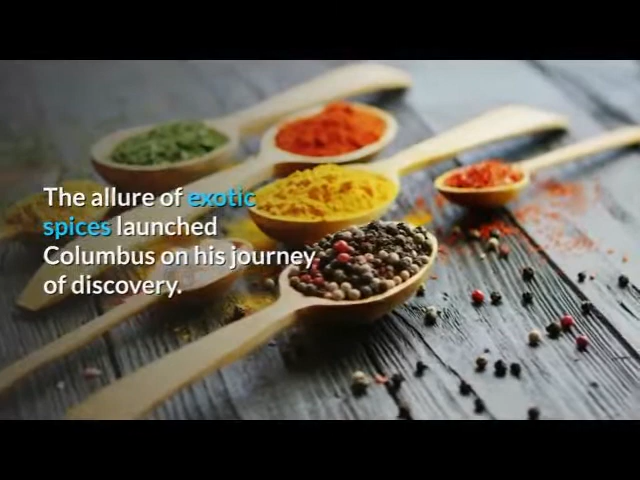 The allure of exotic
spices launched
Columbus on his journey
of discovery.